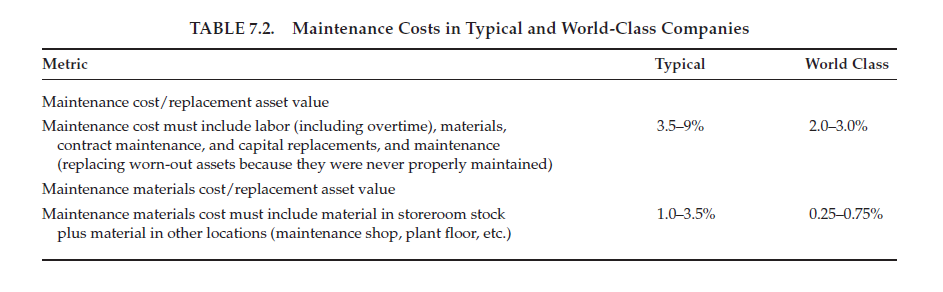 TABLE 7.2. Maintenance Costs in Typical and World-Class Companies
Metric Typical World Class
Maintenance cost/replacement asset value
Maintenance cost must include labor (including overtime), materials, 3.5–9% 2.0–3.0%
contract maintenance, and capital replacements, and maintenance
(replacing worn-out assets because they were never properly maintained)
Maintenance materials cost/replacement asset value
Maintenance materials cost must include material in storeroom stock 1.0–3.5% 0.25–0.75%
plus material in other locations (maintenance shop, plant floor, etc.)